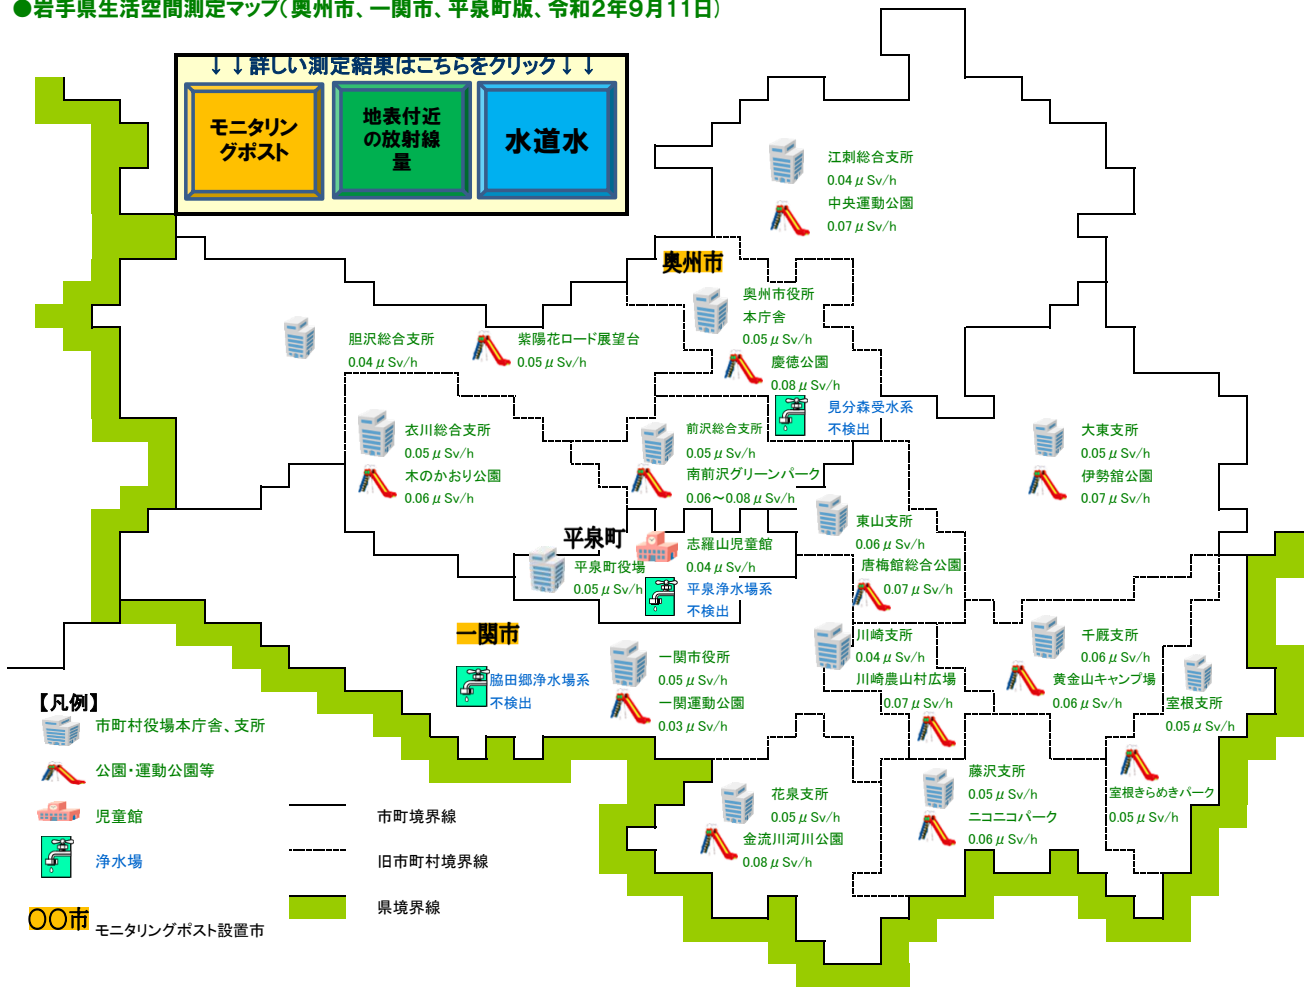 ●岩手県生活空間測定マップ(奥州市、一関市、平泉町版、令和2年9月11日)
↓↓詳しい測定結果はこちらをクリック↓↓
モニタリン
グポスト
地表付近
の放射線
量
水道水
江刺総合支所
0.04μSv/h
中央運動公園
0.07μSv/h
奥州市
奥州市役所
本庁舎
0.05μSv/h
慶徳公園
0.08μSv/h
胆沢総合支所
0.04μSv/h
紫陽花ロード展望台
0.05μSv/h
見分森受水系
不検出
衣川総合支所
0.05μSv/h
木のかおり公園
0.06μSv/h
前沢総合支所
0.05μSv/h
南前沢グリーンパーク
0.06～0.08μSv/h
大東支所
0.05μSv/h
伊勢舘公園
0.07μSv/h
東山支所
0.06μSv/h
唐梅館総合公園
0.07μSv/h
平泉町
平泉町役場
0.05μSv/h
志羅山児童館
0.04μSv/h
平泉浄水場系
不検出
一関市
脇田郷浄水場系
不検出
一関市役所
0.05μSv/h
一関運動公園
0.03μSv/h
川崎支所
0.04μSv/h
川崎農山村広場
0.07μSv/h
千厩支所
0.06μSv/h
黄金山キャンプ場
0.06μSv/h
室根支所
0.05μSv/h
室根きらめきパーク
0.05μSv/h
藤沢支所
0.05μSv/h
ニコニコパーク
0.06μSv/h
花泉支所
0.05μSv/h
金流川河川公園
0.08μSv/h
【凡例】
市町村役場本庁舎、支所
公園・運動公園等
児童館
浄水場
〇〇市
モニタリングポスト設置市
市町境界線
旧市町村境界線
県境界線